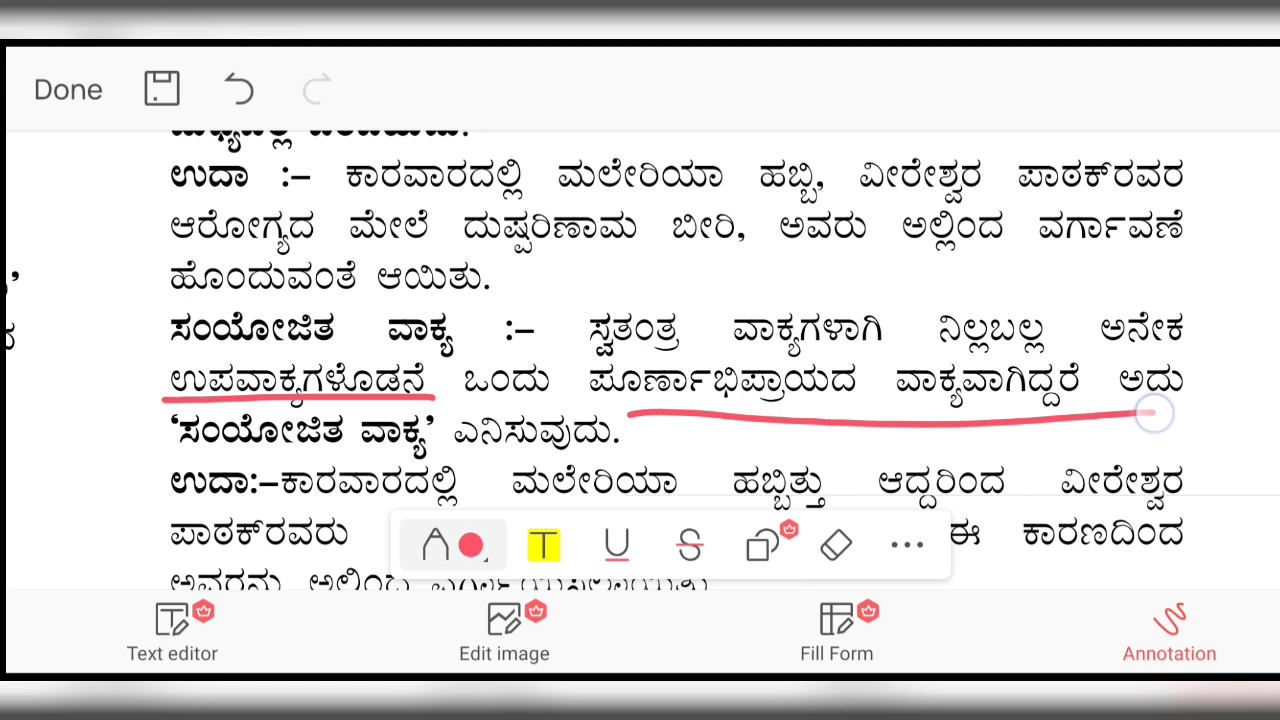 Done
ಉದಾ :– ಕಾರವಾರದಲ್ಲಿ ಮಲೇರಿಯಾ ಹಬ್ಬಿ, ವೀರೇಶ್ವರ ಪಾಠಕ್‌ರವರ
ಆರೋಗ್ಯದ ಮೇಲೆ ದುಷ್ಪರಿಣಾಮ ಬೀರಿ, ಅವರು ಅಲ್ಲಿಂದ ವರ್ಗಾವಣೆ
ಹೊಂದುವಂತೆ ಆಯಿತು.
ಸಂಯೋಜಿತ ವಾಕ್ಯ :– ಸ್ವತಂತ್ರ ವಾಕ್ಯಗಳಾಗಿ ನಿಲ್ಲಬಲ್ಲ ಅನೇಕ
ಉಪವಾಕ್ಯಗಳೊಡನೆ ಒಂದು ಪೂರ್ಣಾಭಿಪ್ರಾಯದ ವಾಕ್ಯವಾಗಿದ್ದರೆ ಅದು
‘ಸಂಯೋಜಿತ ವಾಕ್ಯ’ ಎನಿಸುವುದು.
ಉದಾ:–ಕಾರವಾರದಲ್ಲಿ ಮಲೇರಿಯಾ ಹಬ್ಬಿತ್ತು ಆದ್ದರಿಂದ ವೀರೇಶ್ವರ
ಪಾಠಕ್‌ರವರು ಈ ಕಾರಣದಿಂದ
Text editor Edit image Fill Form Annotation